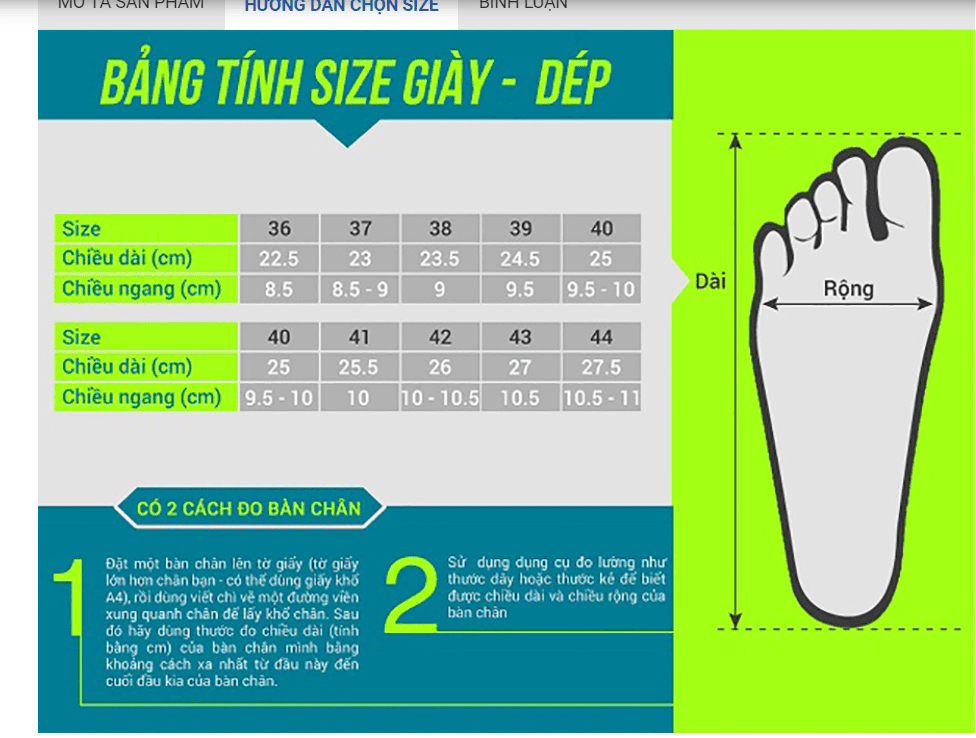 MÔ TẢ SẢN PHẨM HƯỚNG DẪN CHỌN SIZE BÌNH LUẬN
BẢNG TÍNH SIZE GIÀY - DÉP
Size 36 37 38 39 40
Chiều dài (cm) 22.5 23 23.5 24.5 25
Chiều ngang (cm) 8.5 8.5 - 9 9 9.5 9.5 - 10
Size 40 41 42 43 44
Chiều dài (cm) 25 25.5 26 27 27.5
Chiều ngang (cm) 9.5 - 10 10 10 - 10.5 10.5 10.5 - 11
Dài
Rộng
CÓ 2 CÁCH ĐO BÀN CHÂN
1
Đặt một bàn chân lên tờ giấy (tờ giấy
lớn hơn chân bạn - có thể dùng giấy khổ
A4), rồi dùng viết chì vẽ một đường viền
xung quanh chân để lấy khổ chân. Sau
đó hãy dùng thước đo chiều dài (tính
bằng cm) của bàn chân mình bằng
khoảng cách xa nhất từ đầu này đến
cuối đầu kia của bàn chân.
2
Sử dụng dụng cụ đo lường như
thước dây hoặc thước kẻ để biết
được chiều dài và chiều rộng của
bàn chân